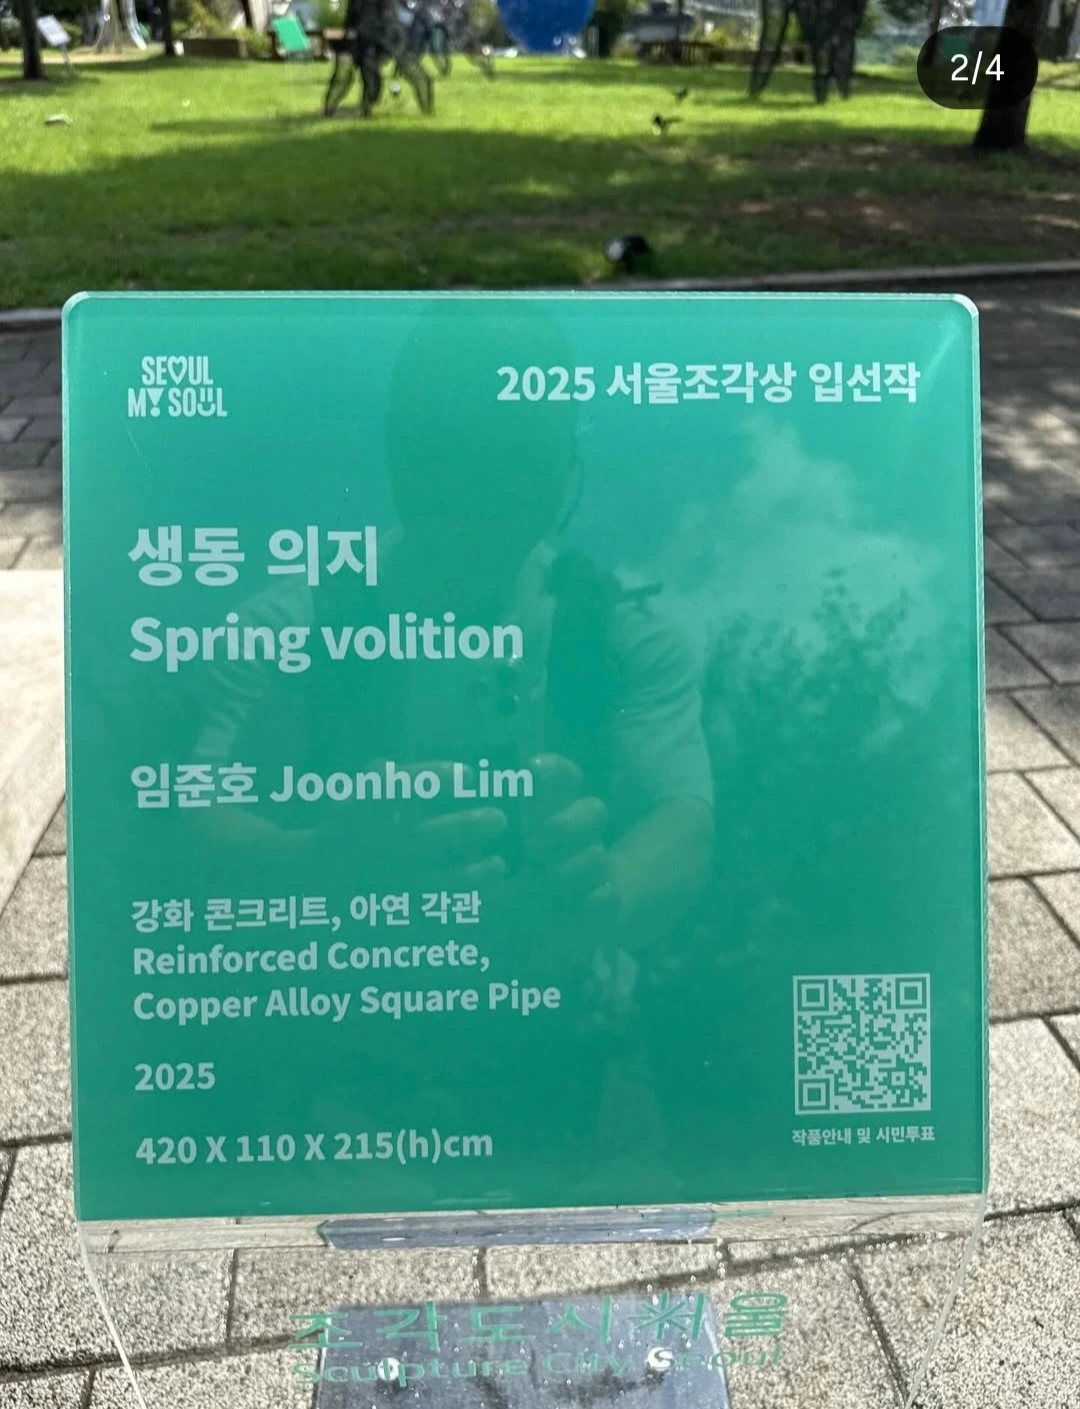 2/4
SEOUL
MY SOUL
2025 서울조각상 입선작
생동 의지
Spring volition
임준호 Joonho Lim
강화 콘크리트, 아연 각관
Reinforced Concrete,
Copper Alloy Square Pipe
2025
420 X 110 X 215(h)cm
작품안내 및 시민투표
조각도시서울
Sculpture City, Seoul